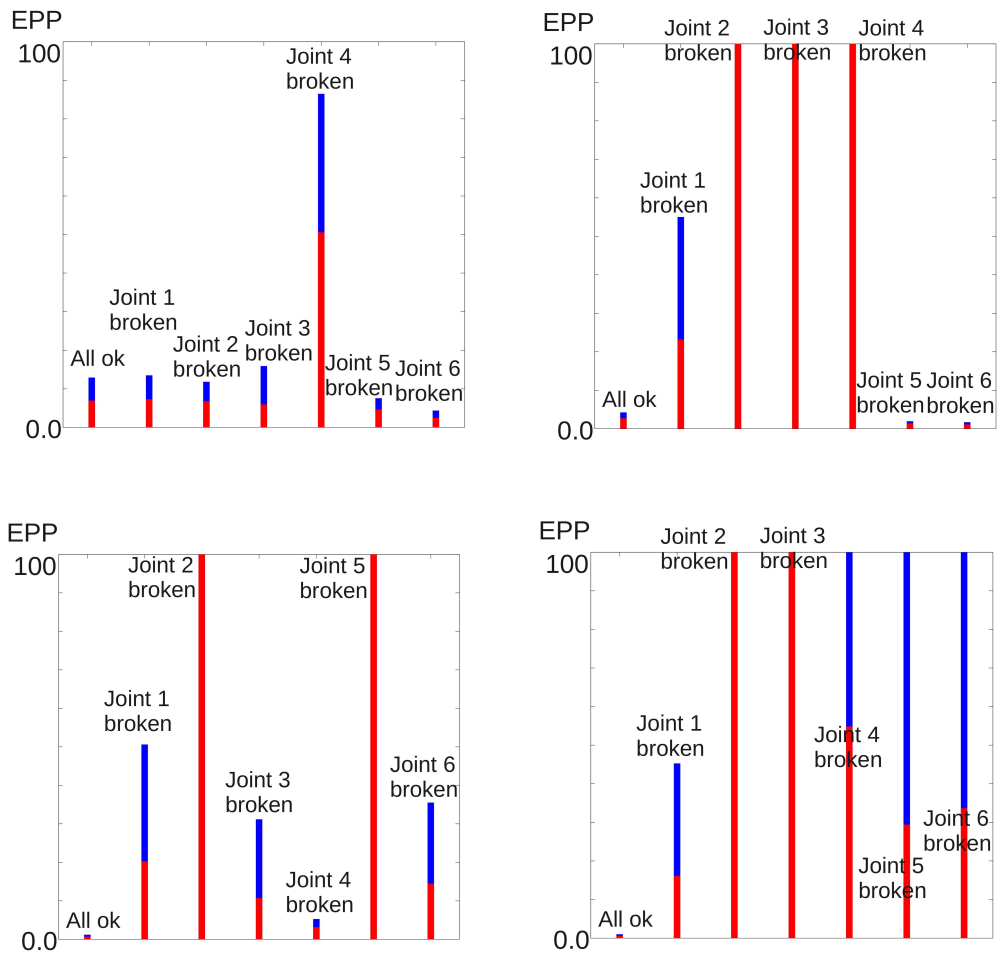 EPP
100
Joint 4
broken
Joint 1
broken
Joint 3
broken
Joint 2
broken
All ok
Joint 5
broken
Joint 6
broken
0.0
EPP
100
Joint 2
broken
Joint 3
broken
Joint 4
broken
Joint 1
broken
Joint 5
broken
Joint 6
broken
All ok
0.0
EPP
100
Joint 2
broken
Joint 5
broken
Joint 1
broken
Joint 6
broken
Joint 3
broken
Joint 4
broken
All ok
0.0
EPP
100
Joint 2
broken
Joint 3
broken
Joint 1
broken
Joint 4
broken
Joint 6
broken
Joint 5
broken
All ok
0.0